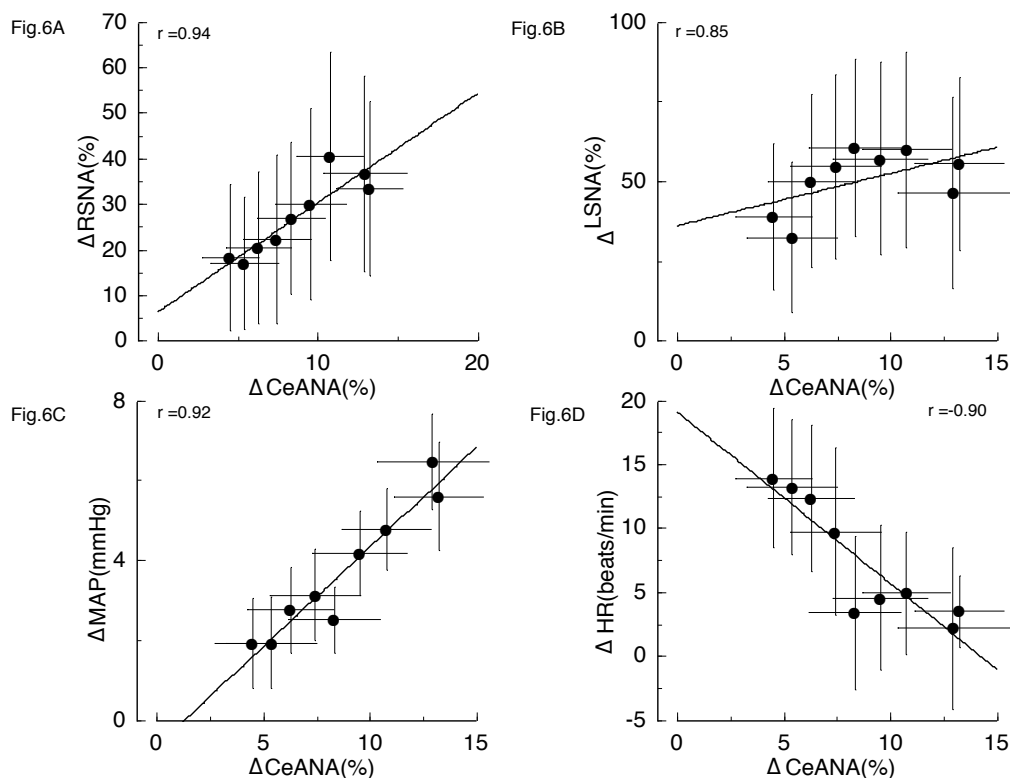 Fig.6A
r =0.94
70
60
50
40
30
20
10
0
ΔRSNA(%)
0 10 20
ΔCeANA(%)
Fig.6B
r =0.85
100
50
0
ΔLSNA(%)
0 5 10 15
ΔCeANA(%)
Fig.6C
r =0.92
8
4
0
ΔMAP(mmHg)
0 5 10 15
ΔCeANA(%)
Fig.6D
r =-0.90
20
15
10
5
0
-5
Δ HR(beats/min)
0 5 10 15
ΔCeANA(%)